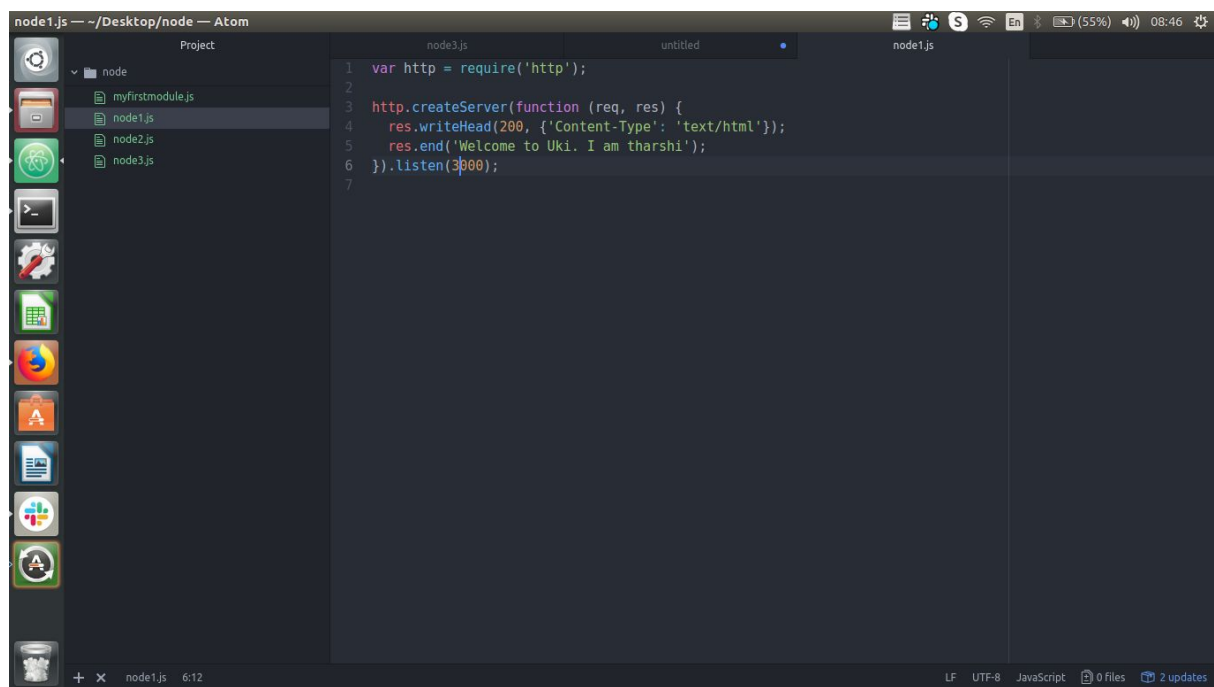 node1.js — ~/Desktop/node — Atom
En
(55%)
08:46
Project
node3.js
untitled
node1.js
node
myfirstmodule.js
node1.js
node2.js
node3.js
1 var http = require('http');
2
3 http.createServer(function (req, res) {
4 res.writeHead(200, {'Content-Type': 'text/html'});
5 res.end('Welcome to Uki. I am tharshi');
6 }).listen(3000);
7
node1.js 6:12
LF UTF-8 JavaScript 0 files 2 updates